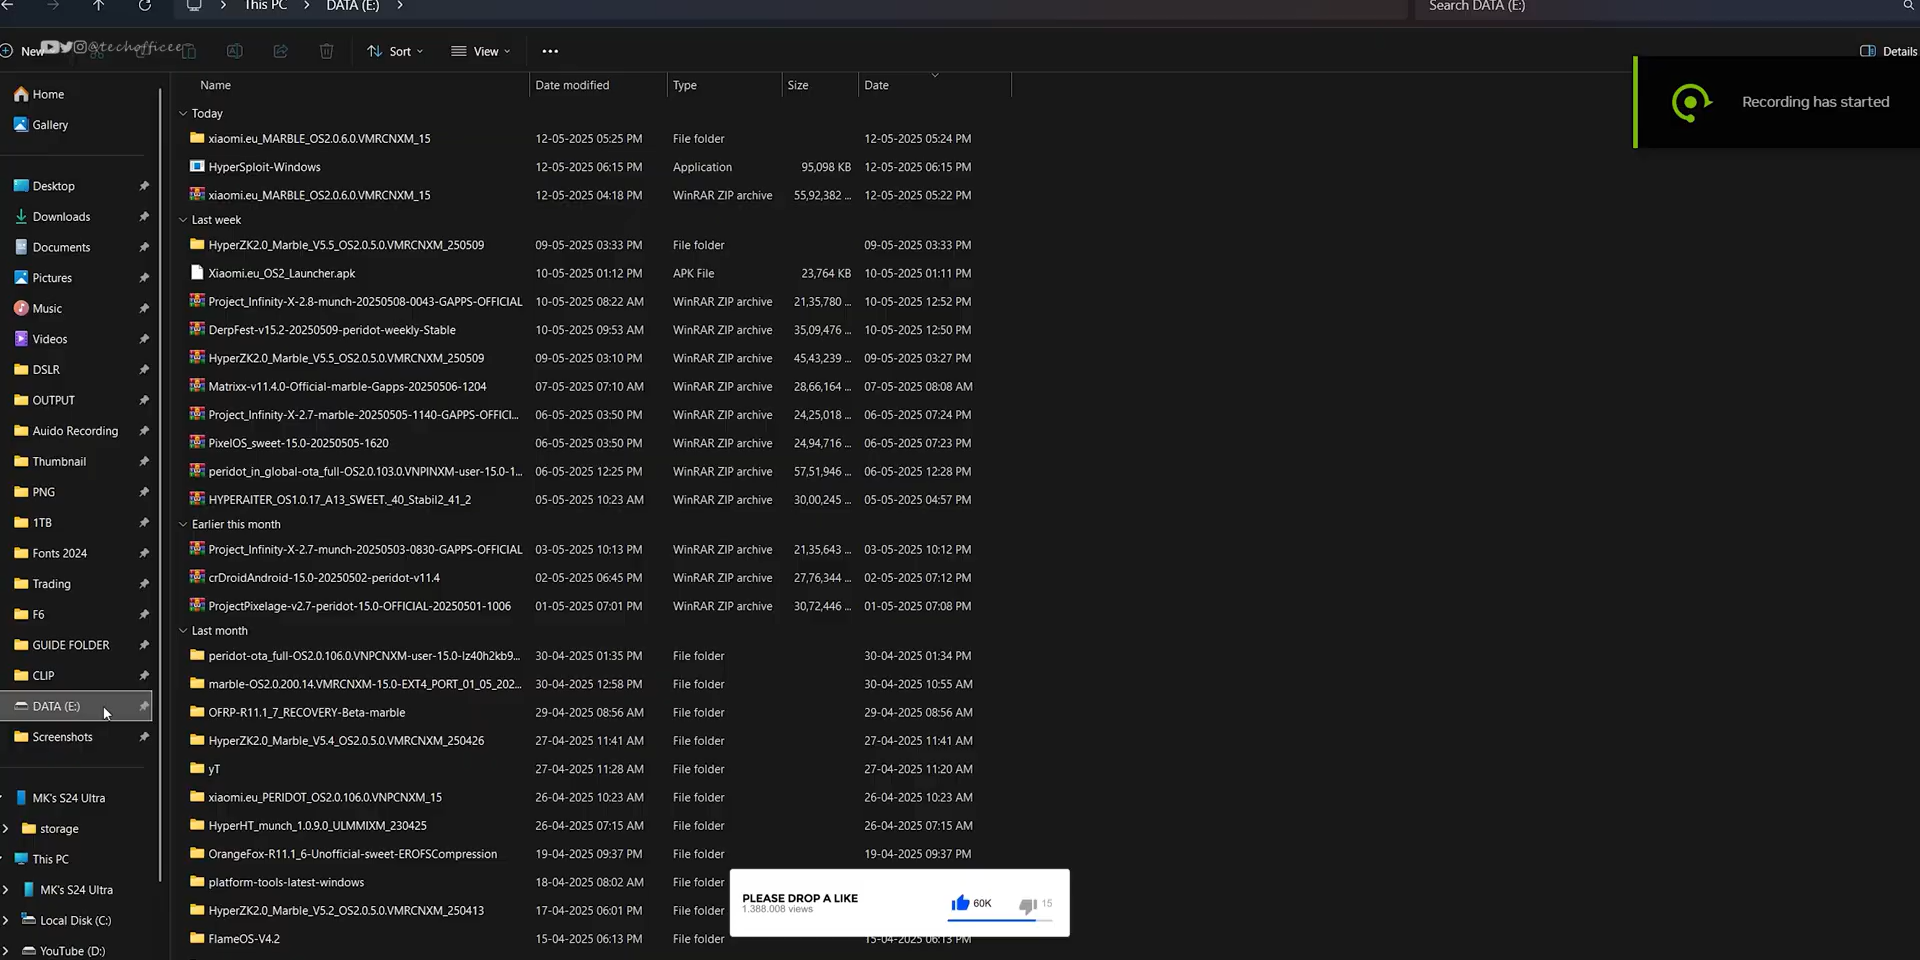 This PC > DATA (E:) >
Search DATA (E:)
New
@techofficee
Sort
View
Details
Recording has started
Home
Gallery
Desktop
Downloads
Documents
Pictures
Music
Videos
DSLR
OUTPUT
Auido Recording
Thumbnail
PNG
1TB
Fonts 2024
Trading
F6
GUIDE FOLDER
CLIP
DATA (E:)
Screenshots
MK's S24 Ultra
storage
This PC
MK's S24 Ultra
Local Disk (C:)
YouTube (D:)
Name Date modified Type Size Date
Today
xiaomi.eu_MARBLE_OS2.0.6.0.VMRCNXM_15 12-05-2025 05:25 PM File folder 12-05-2025 05:24 PM
HyperSploit-Windows 12-05-2025 06:15 PM Application 95,098 KB 12-05-2025 06:15 PM
xiaomi.eu_MARBLE_OS2.0.6.0.VMRCNXM_15 12-05-2025 04:18 PM WinRAR ZIP archive 55,92,382 ... 12-05-2025 05:22 PM
Last week
HyperZK2.0_Marble_V5.5_OS2.0.5.0.VMRCNXM_250509 09-05-2025 03:33 PM File folder 09-05-2025 03:33 PM
Xiaomi.eu_OS2_Launcher.apk 10-05-2025 01:12 PM APK File 23,764 KB 10-05-2025 01:11 PM
Project_Infinity-X-2.8-munch-20250508-0043-GAPPS-OFFICIAL 10-05-2025 08:22 AM WinRAR ZIP archive 21,35,780 ... 10-05-2025 12:52 PM
DerpFest-v15.2-20250509-peridot-weekly-Stable 10-05-2025 09:53 AM WinRAR ZIP archive 35,09,476 ... 10-05-2025 12:50 PM
HyperZK2.0_Marble_V5.5_OS2.0.5.0.VMRCNXM_250509 09-05-2025 03:10 PM WinRAR ZIP archive 45,43,239 ... 09-05-2025 03:27 PM
Matrixx-v11.4.0-Official-marble-Gapps-20250506-1204 07-05-2025 07:10 AM WinRAR ZIP archive 28,66,164 ... 07-05-2025 08:08 AM
Project_Infinity-X-2.7-marble-20250505-1140-GAPPS-OFFICI... 06-05-2025 03:50 PM WinRAR ZIP archive 24,25,018 ... 06-05-2025 07:24 PM
PixelOS_sweet-15.0-20250505-1620 06-05-2025 03:50 PM WinRAR ZIP archive 24,94,716 ... 06-05-2025 07:23 PM
peridot_in_global-ota_full-OS2.0.103.0.VNPINXM-user-15.0-1... 06-05-2025 12:25 PM WinRAR ZIP archive 57,51,946 ... 06-05-2025 12:28 PM
HYPERAITER_OS1.0.17_A13_SWEET._40_Stabil2_41_2 05-05-2025 10:23 AM WinRAR ZIP archive 30,00,245 ... 05-05-2025 04:57 PM
Earlier this month
Project_Infinity-X-2.7-munch-20250503-0830-GAPPS-OFFICIAL 03-05-2025 10:13 PM WinRAR ZIP archive 21,35,643 ... 03-05-2025 10:12 PM
crDroidAndroid-15.0-20250502-peridot-v11.4 02-05-2025 06:45 PM WinRAR ZIP archive 27,76,344 ... 02-05-2025 07:12 PM
ProjectPixelage-v2.7-peridot-15.0-OFFICIAL-20250501-1006 01-05-2025 07:01 PM WinRAR ZIP archive 30,72,446 ... 01-05-2025 07:08 PM
Last month
peridot-ota_full-OS2.0.106.0.VNPCNXM-user-15.0-lz40h2kb9... 30-04-2025 01:35 PM File folder 30-04-2025 01:34 PM
marble-OS2.0.200.14.VMRCNXM-15.0-EXT4_PORT_01_05_202... 30-04-2025 12:58 PM File folder 30-04-2025 10:55 AM
OFRP-R11.1_7_RECOVERY-Beta-marble 29-04-2025 08:56 AM File folder 29-04-2025 08:56 AM
HyperZK2.0_Marble_V5.4_OS2.0.5.0.VMRCNXM_250426 27-04-2025 11:41 AM File folder 27-04-2025 11:41 AM
yT 27-04-2025 11:28 AM File folder 27-04-2025 11:20 AM
xiaomi.eu_PERIDOT_OS2.0.106.0.VNPCNXM_15 26-04-2025 10:23 AM File folder 26-04-2025 10:23 AM
HyperHT_munch_1.0.9.0_ULMMIXM_230425 26-04-2025 07:15 AM File folder 26-04-2025 07:15 AM
OrangeFox-R11.1_6-Unofficial-sweet-EROFSCompression 19-04-2025 09:37 PM File folder 19-04-2025 09:37 PM
platform-tools-latest-windows 18-04-2025 08:02 AM File folder
HyperZK2.0_Marble_V5.2_OS2.0.5.0.VMRCNXM_250413 17-04-2025 06:01 PM File folder
FlameOS-V4.2 15-04-2025 06:13 PM File folder 15-04-2025 06:13 PM
PLEASE DROP A LIKE
1.388.008 views
60K 15